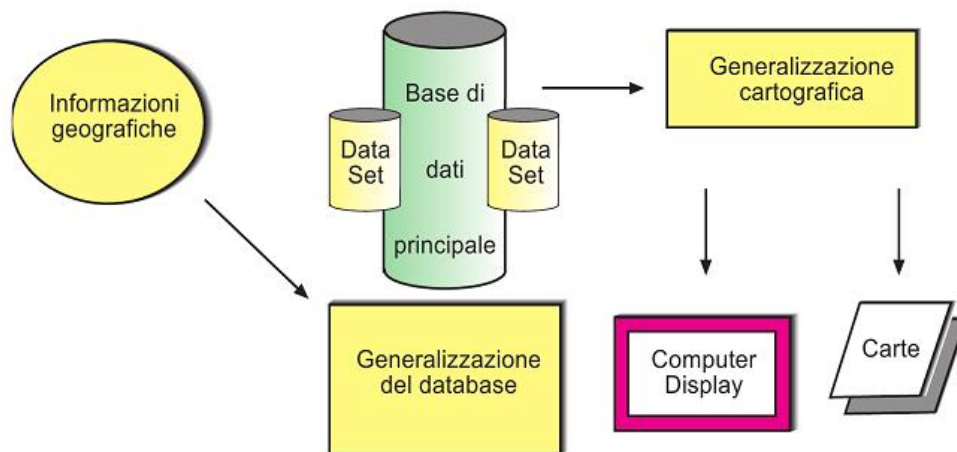 Informazioni
geografiche
Base di
dati
principale
Data
Set
Data
Set
Generalizzazione
cartografica
Generalizzazione
del database
Computer
Display
Carte